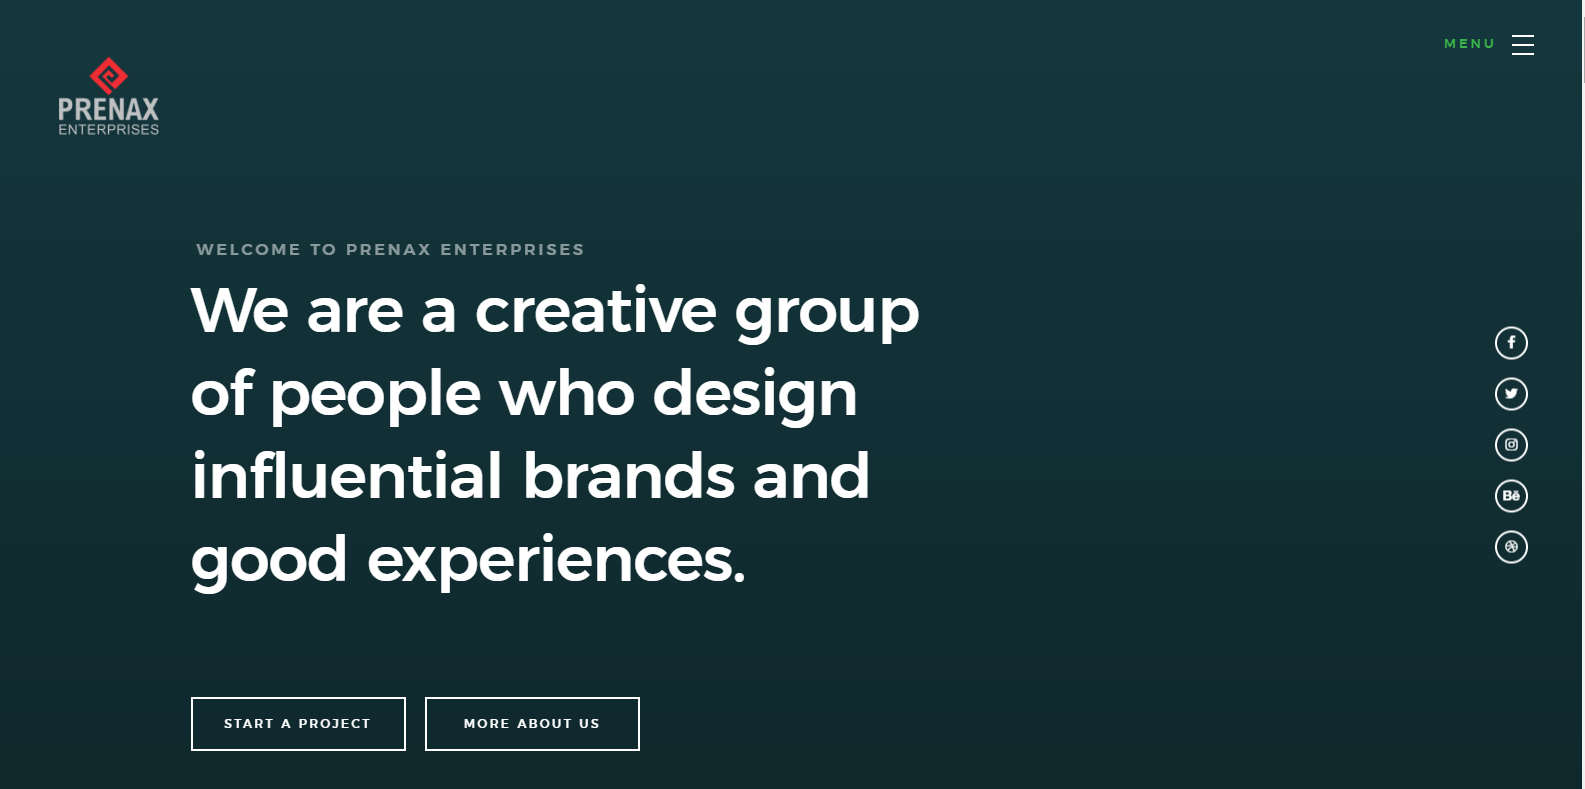 MENU
PRENAX
ENTERPRISES
WELCOME TO PRENAX ENTERPRISES
We are a creative group
of people who design
influential brands and
good experiences.
Bē
START A PROJECT
MORE ABOUT US